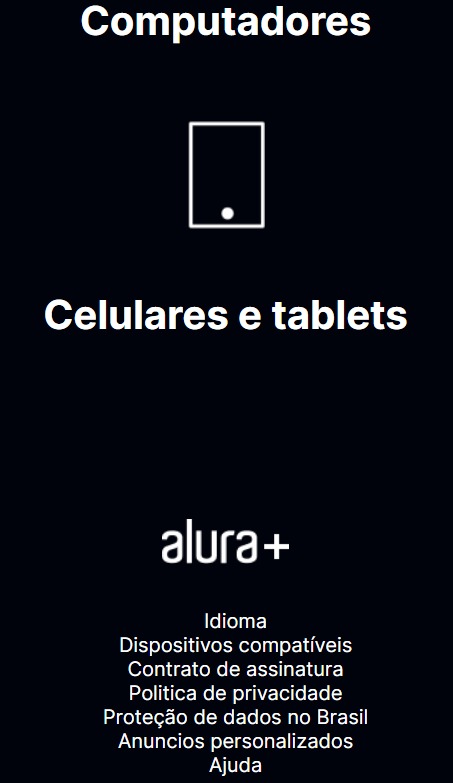 Computadores
Celulares e tablets
alura+
Idioma
Dispositivos compatíveis
Contrato de assinatura
Politica de privacidade
Proteção de dados no Brasil
Anuncios personalizados
Ajuda